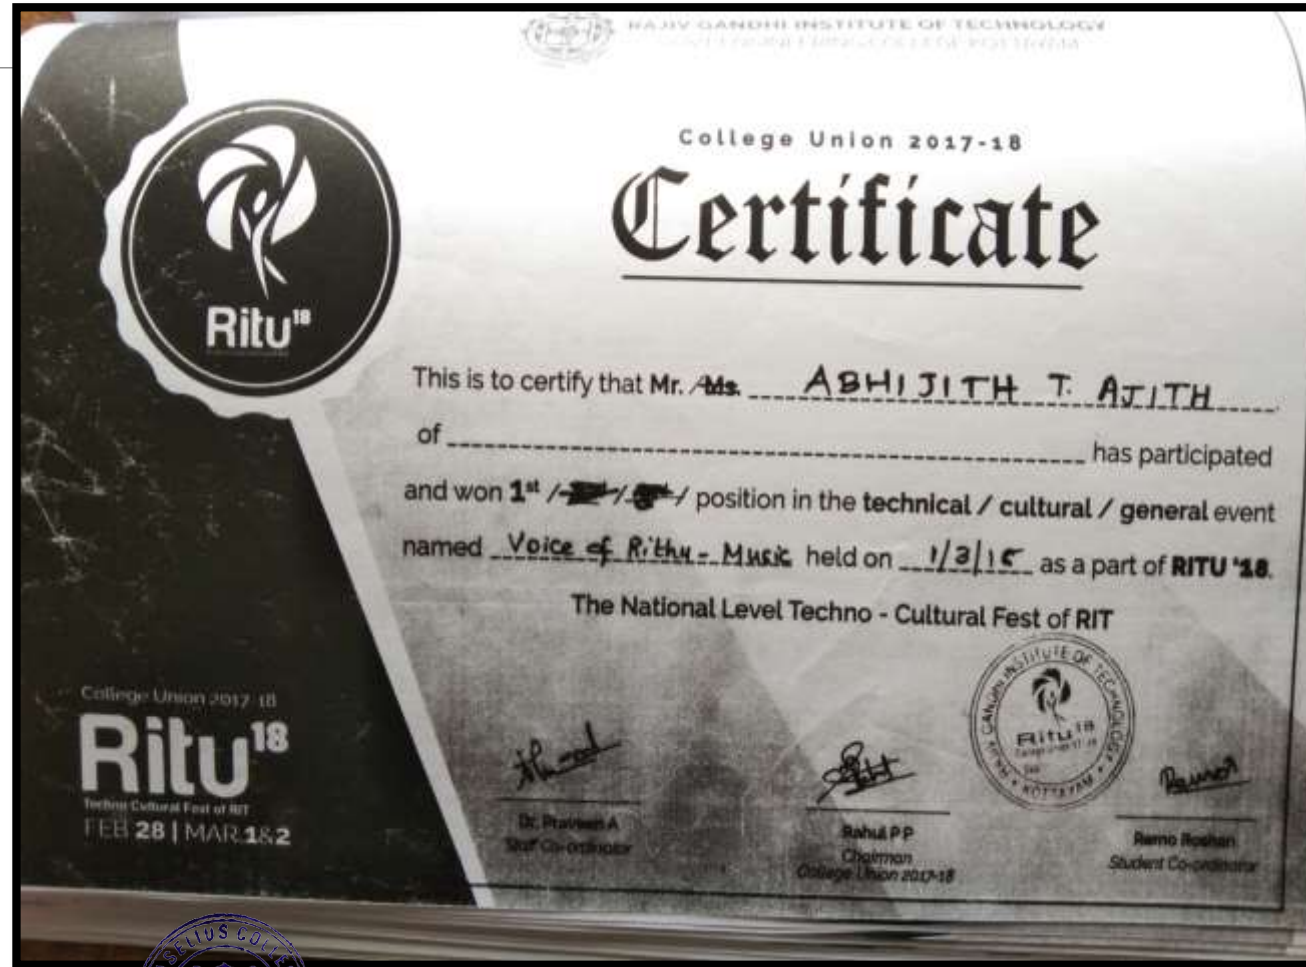 RAJIV GANDHI INSTITUTE OF TECHNOLOGY
College Union 2017-18
Certificate
Ritu18
This is to certify that Mr. /Ms. ABHIJITH T. AJITH
of has participated
and won 1st / / / position in the technical / cultural / general event
named Voice of Rithu - Music held on 1/3/18 as a part of RITU '18.
The National Level Techno - Cultural Fest of RIT
College Union 2017-18
Ritu18
Techno Cultural Fest of RIT
FEB 28 | MAR 1&2
RAJIV GANDHI INSTITUTE OF TECHNOLOGY
Ritu18
KOTTAYAM
Dr. Praveen A
Staff Co-ordinator
Rahul P P
Chairman
College Union 2017-18
Remo Roshan
Student Co-ordinator
SELIUS COLLE